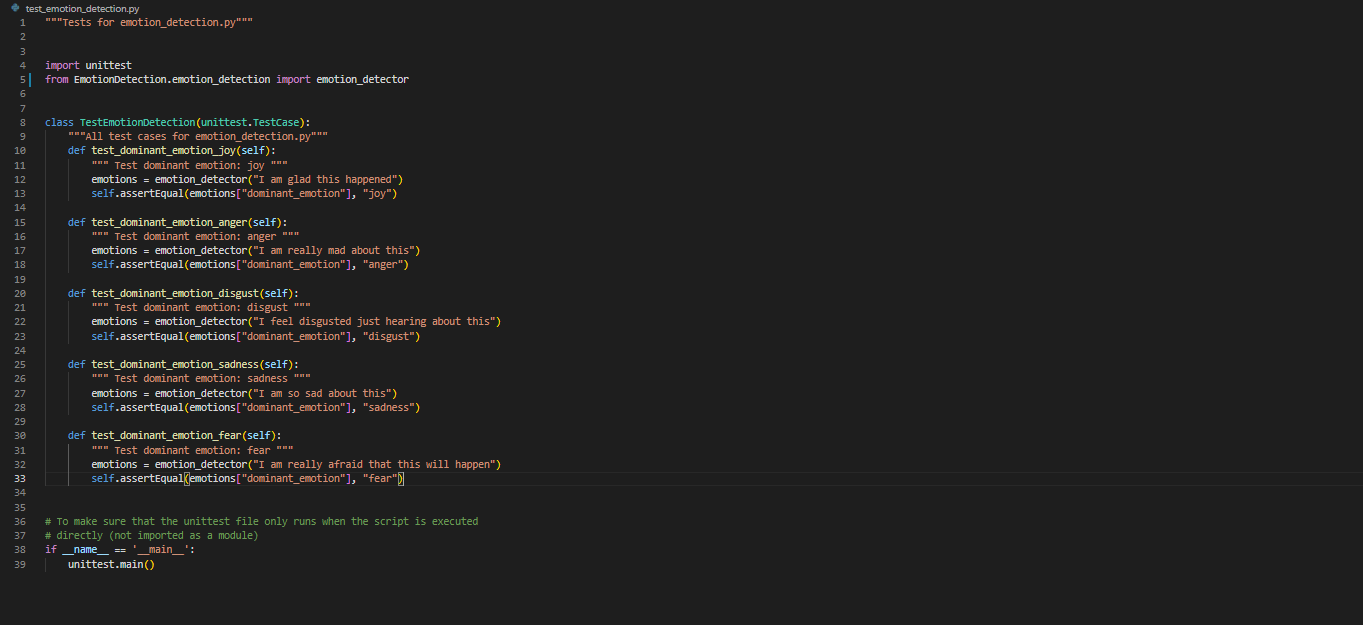 test_emotion_detection.py
1 """Tests for emotion_detection.py"""
2
3
4 import unittest
5 from EmotionDetection.emotion_detection import emotion_detector
6
7
8 class TestEmotionDetection(unittest.TestCase):
9     """All test cases for emotion_detection.py"""
10     def test_dominant_emotion_joy(self):
11         """ Test dominant emotion: joy """
12         emotions = emotion_detector("I am glad this happened")
13         self.assertEqual(emotions["dominant_emotion"], "joy")
14
15     def test_dominant_emotion_anger(self):
16         """ Test dominant emotion: anger """
17         emotions = emotion_detector("I am really mad about this")
18         self.assertEqual(emotions["dominant_emotion"], "anger")
19
20     def test_dominant_emotion_disgust(self):
21         """ Test dominant emotion: disgust """
22         emotions = emotion_detector("I feel disgusted just hearing about this")
23         self.assertEqual(emotions["dominant_emotion"], "disgust")
24
25     def test_dominant_emotion_sadness(self):
26         """ Test dominant emotion: sadness """
27         emotions = emotion_detector("I am so sad about this")
28         self.assertEqual(emotions["dominant_emotion"], "sadness")
29
30     def test_dominant_emotion_fear(self):
31         """ Test dominant emotion: fear """
32         emotions = emotion_detector("I am really afraid that this will happen")
33         self.assertEqual(emotions["dominant_emotion"], "fear")
34
35
36 # To make sure that the unittest file only runs when the script is executed
37 # directly (not imported as a module)
38 if __name__ == '__main__':
39     unittest.main()